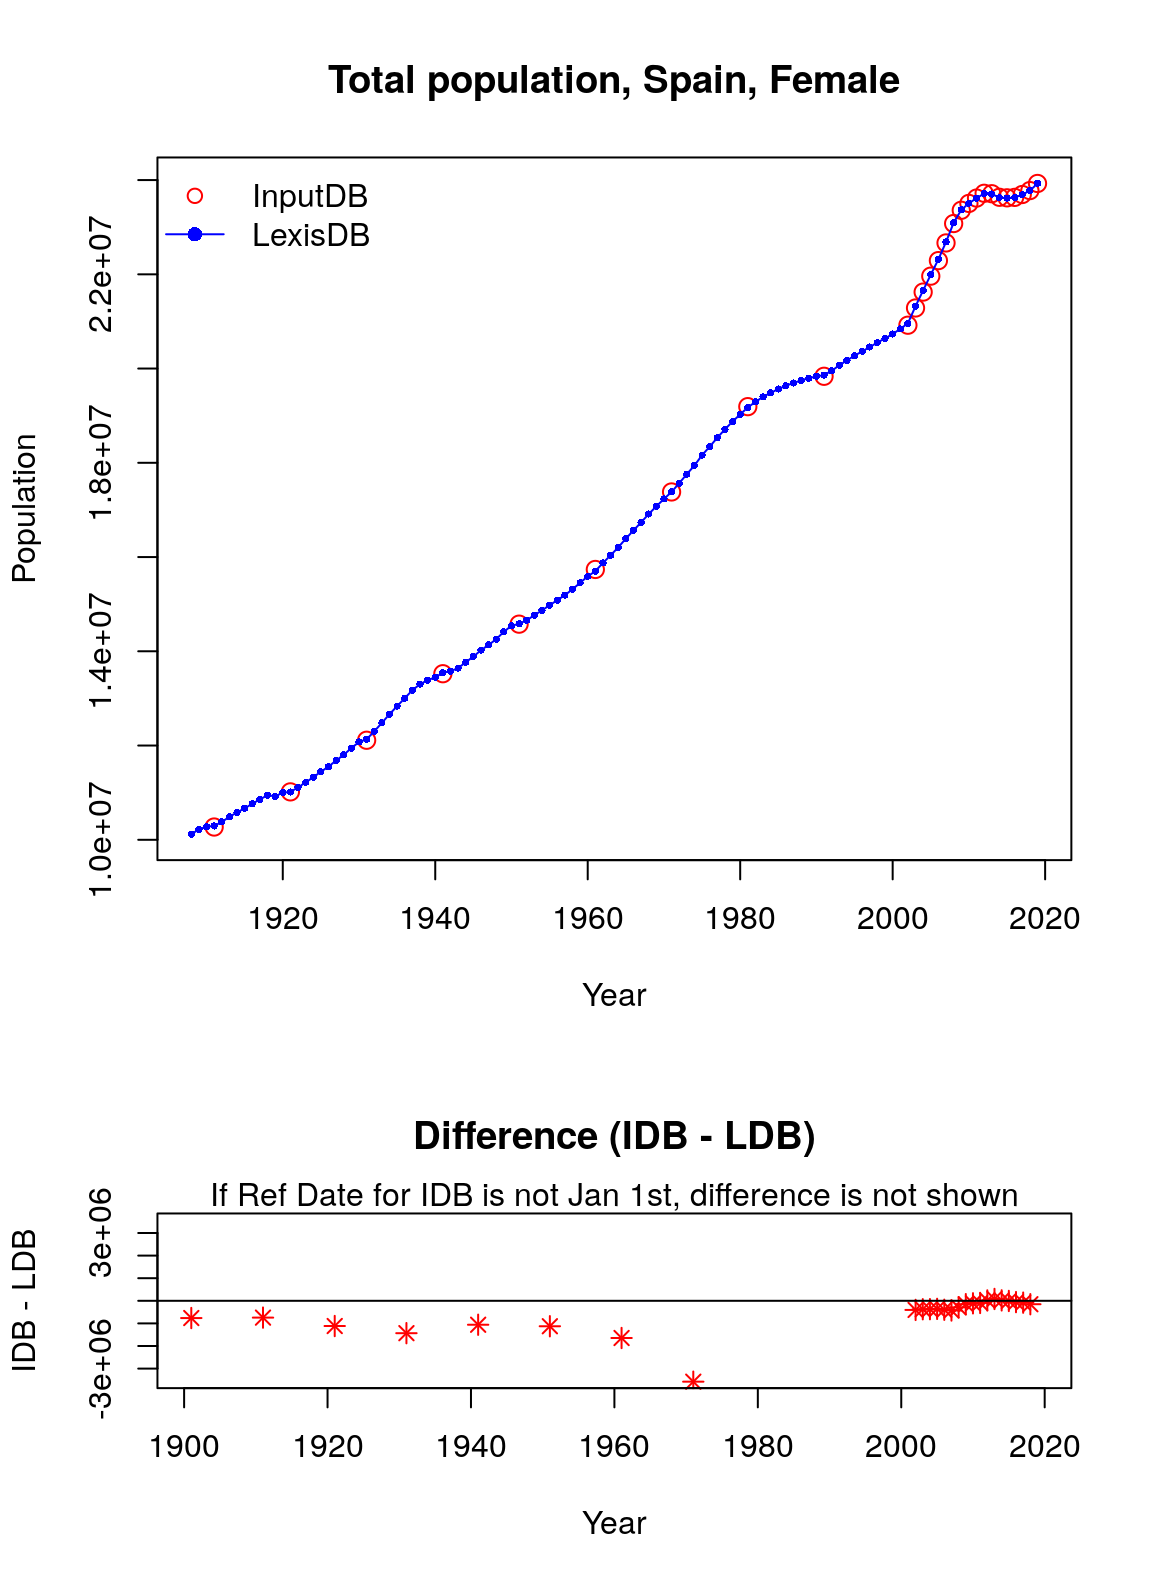 Total population, Spain, Female
InputDB
LexisDB
Population
2.2e+07
1.8e+07
1.4e+07
1.0e+07
1920 1940 1960 1980 2000 2020
Year
Difference (IDB - LDB)
If Ref Date for IDB is not Jan 1st, difference is not shown
IDB - LDB
3e+06
-3e+06
1900 1920 1940 1960 1980 2000 2020
Year